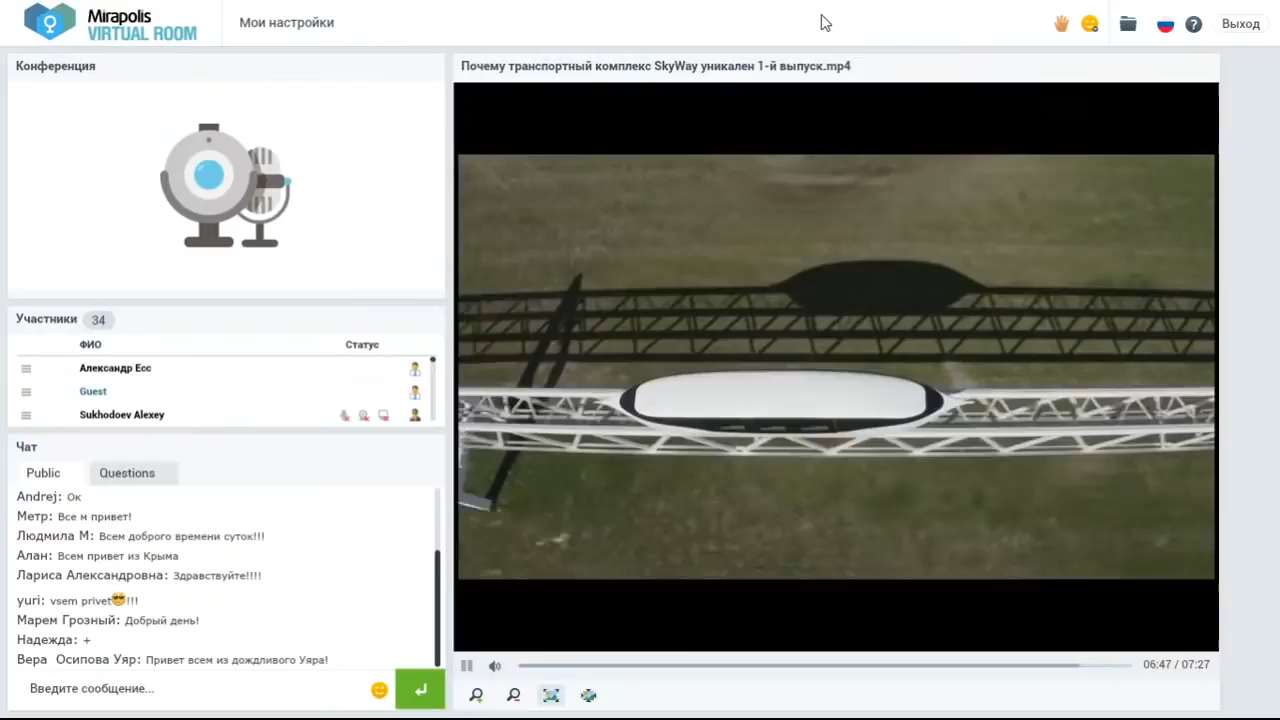 Mirapolis
VIRTUAL ROOM
Мои настройки
Выход
Конференция
Почему транспортный комплекс SkyWay уникален 1-й выпуск.mp4
Участники 34
ФИО Статус
Александр Есс
Guest
Sukhodoev Alexey
Чат
Public Questions
Andrej: Ок
Метр: Все м привет!
Людмила М: Всем доброго времени суток!!!
Алан: Всем привет из Крыма
Лариса Александровна: Здравствуйте!!!!
yuri: vsem privet😎!!!
Марем Грозный: Добрый день!
Надежда: +
Вера Осипова Уяр: Привет всем из дождливого Уяра!
Введите сообщение...
06:47 / 07:27